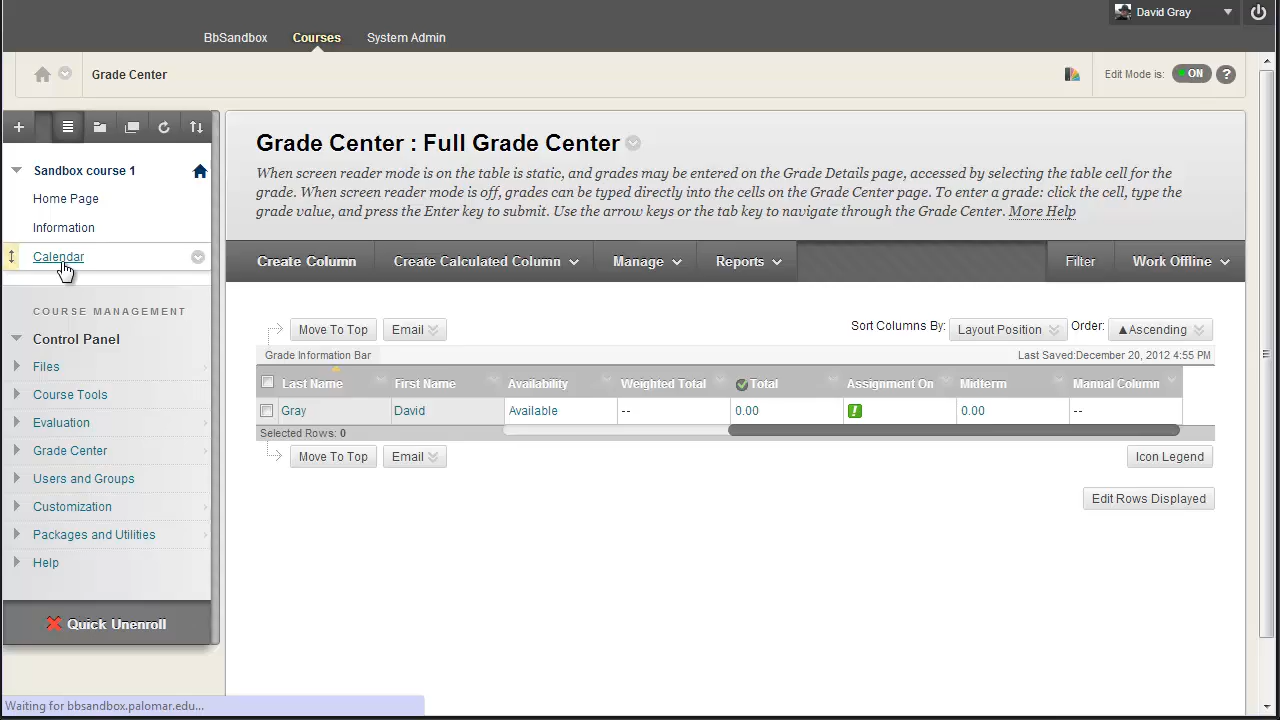 David Gray
BbSandbox Courses System Admin
Grade Center
Edit Mode is: ON ?
Sandbox course 1
Home Page
Information
Calendar
COURSE MANAGEMENT
Control Panel
Files
Course Tools
Evaluation
Grade Center
Users and Groups
Customization
Packages and Utilities
Help
Quick Unenroll
Grade Center : Full Grade Center
When screen reader mode is on the table is static, and grades may be entered on the Grade Details page, accessed by selecting the table cell for the
grade. When screen reader mode is off, grades can be typed directly into the cells on the Grade Center page. To enter a grade: click the cell, type the
grade value, and press the Enter key to submit. Use the arrow keys or the tab key to navigate through the Grade Center. More Help
Create Column Create Calculated Column Manage Reports Filter Work Offline
Move To Top Email Sort Columns By: Layout Position Order: ▲Ascending
Grade Information Bar Last Saved:December 20, 2012 4:55 PM
Last Name First Name Availability Weighted Total Total Assignment On Midterm Manual Column
Gray David Available -- 0.00 ! 0.00 --
Selected Rows: 0
Move To Top Email Icon Legend
Edit Rows Displayed
Waiting for bbsandbox.palomar.edu...